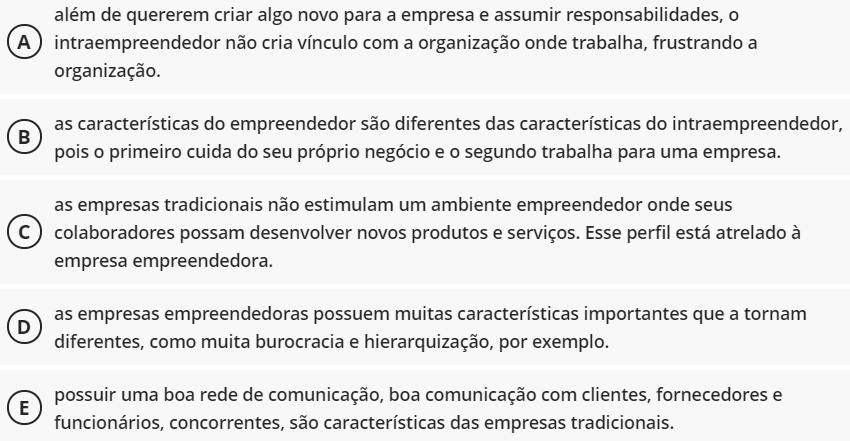 além de quererem criar algo novo para a empresa e assumir responsabilidades, o
A intraempreendedor não cria vínculo com a organização onde trabalha, frustrando a
organização.
as características do empreendedor são diferentes das características do intraempreendedor,
B
pois o primeiro cuida do seu próprio negócio e o segundo trabalha para uma empresa.
as empresas tradicionais não estimulam um ambiente empreendedor onde seus
C colaboradores possam desenvolver novos produtos e serviços. Esse perfil está atrelado à
empresa empreendedora.
as empresas empreendedoras possuem muitas características importantes que a tornam
D
diferentes, como muita burocracia e hierarquização, por exemplo.
possuir uma boa rede de comunicação, boa comunicação com clientes, fornecedores e
E
funcionários, concorrentes, são características das empresas tradicionais.